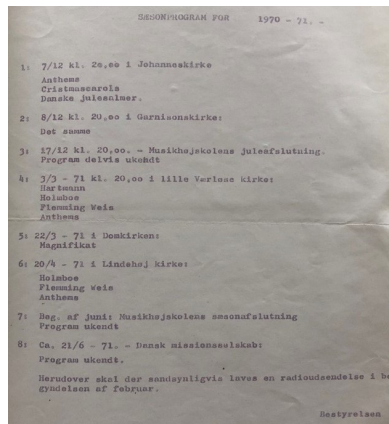 SÆSONPROGRAM FOR 1970 - 71. -
1: 7/12 kl. 20,oo i Johanneskirke
Anthems
Cristmascarols
Danske julesalmer.
2: 8/12 kl. 20,oo i Garnisonskirke:
Det samme
3: 17/12 kl. 20,oo. - Musikhøjskolens juleafslutning.
Program delvis ukendt
4: 3/3 - 71 kl. 20,oo i lille Værløse kirke:
Hartmann
Holmboe
Flemming Weis
Anthems
5: 22/3 - 71 i Domkirken:
Magnifikat
6: 20/4 - 71 i Lindehøj kirke:
Holmboe
Flemming Weis
Anthems
7: Beg. af juni: Musikhøjskolens sæonafslutning
Program ukendt
8: Ca. 21/6 - 71. - Dansk missionsselskab:
Program ukendt.
Herudover skal der sandsynligvis laves en radioudsendelse i be
gyndelsen af februar.
Bestyrelsen